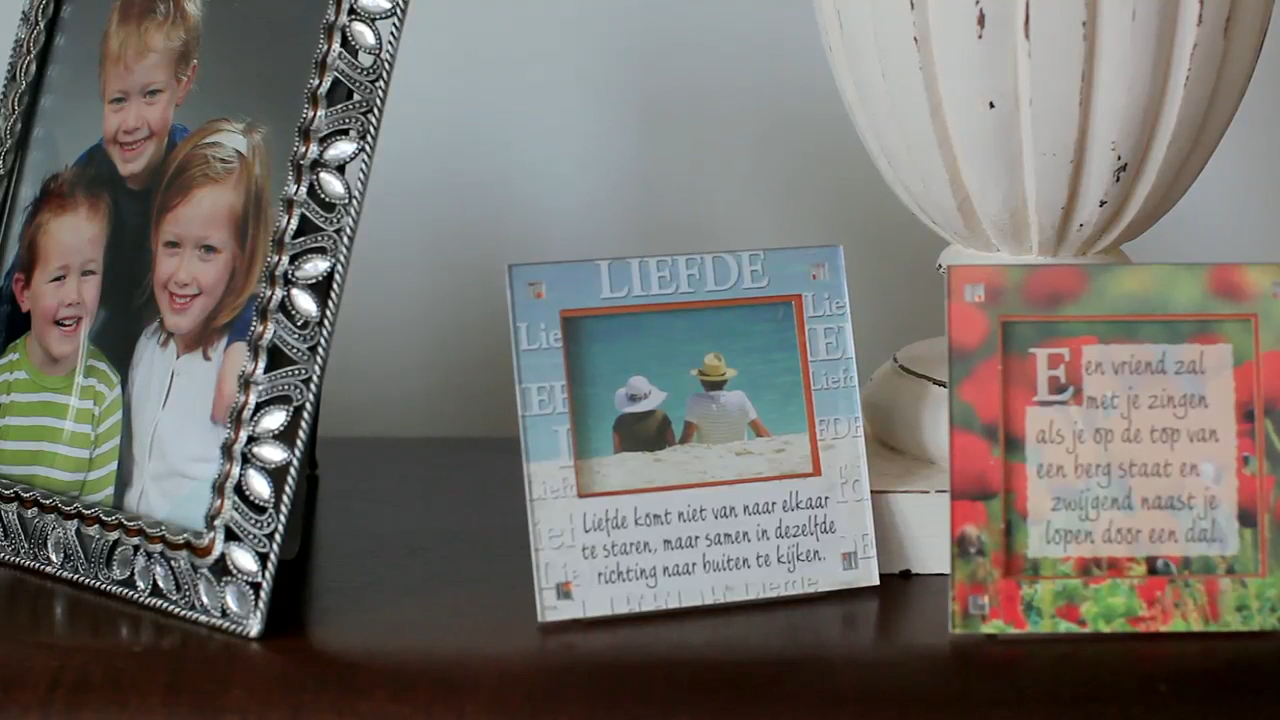 LIEFDE
Liefde komt niet van naar elkaar
te staren, maar samen in dezelfde
richting naar buiten te kijken.
Liefde
Een vriend zal
met je zingen
als je op de top van
een berg staat en
zwijgend naast je
lopen door een dal.